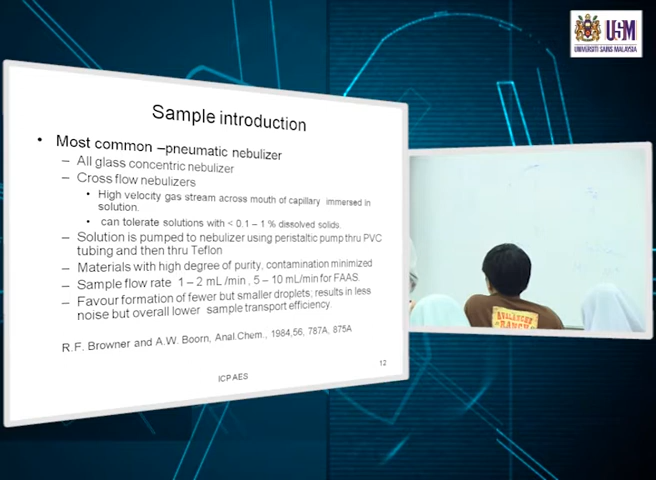 USM
UNIVERSITI SAINS MALAYSIA
Sample introduction
• Most common –pneumatic nebulizer
– All glass concentric nebulizer
– Cross flow nebulizers
• High velocity gas stream across mouth of capillary immersed in
solution.
• can tolerate solutions with < 0.1 – 1 % dissolved solids.
– Solution is pumped to nebulizer using peristaltic pump thru PVC
tubing and then thru Teflon
– Materials with high degree of purity, contamination minimized
– Sample flow rate 1 – 2 mL /min , 5 – 10 mL/min for FAAS.
– Favour formation of fewer but smaller droplets; results in less
noise but overall lower sample transport efficiency.
R.F. Browner and A.W. Boorn, Anal.Chem., 1984,56, 787A, 875A
12
ICPAES
AVALANCHE
RANCH